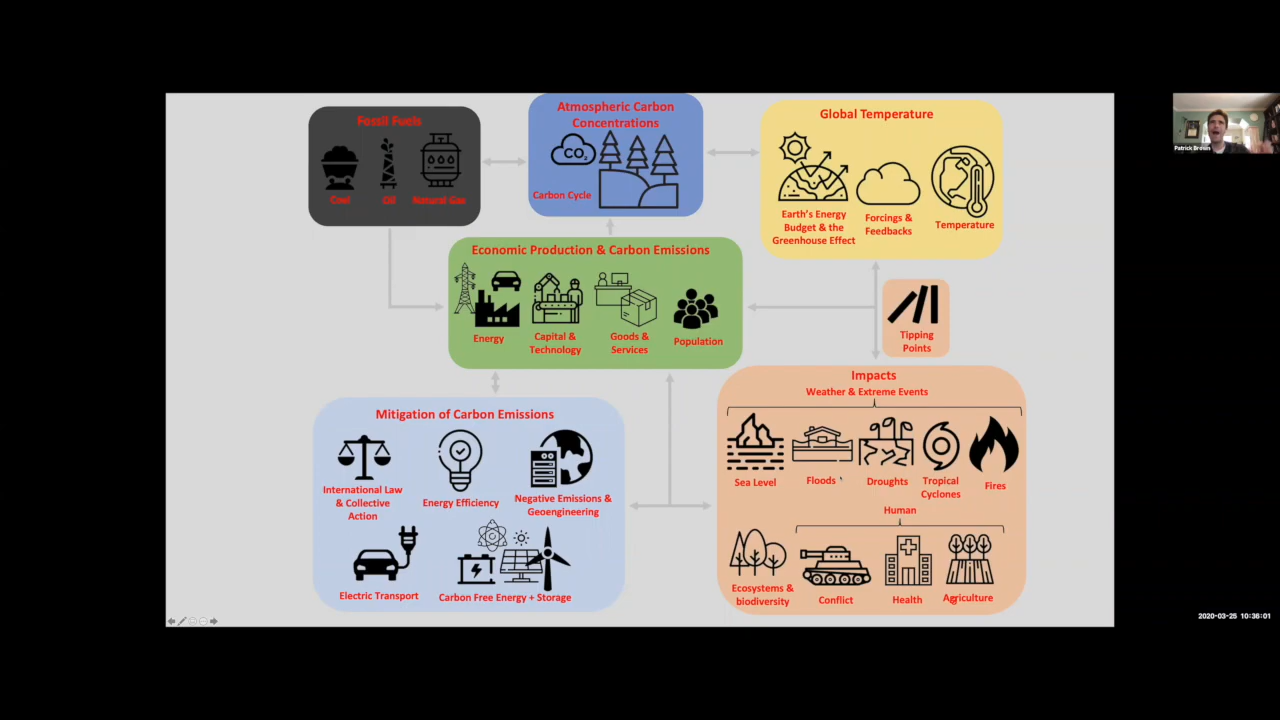 Fossil Fuels
Coal
Oil
Natural Gas
Atmospheric Carbon
Concentrations
CO₂
Carbon Cycle
Global Temperature
Earth's Energy
Budget & the
Greenhouse Effect
Forcings &
Feedbacks
Temperature
Patrick Brown
Economic Production & Carbon Emissions
Energy
Capital &
Technology
Goods &
Services
Population
Tipping
Points
Mitigation of Carbon Emissions
International Law
& Collective
Action
Energy Efficiency
Negative Emissions &
Geoengineering
Electric Transport
Carbon Free Energy + Storage
Impacts
Weather & Extreme Events
Sea Level
Floods
Droughts
Tropical
Cyclones
Fires
Human
Ecosystems &
biodiversity
Conflict
Health
Agriculture
2020-03-25 10:36:01